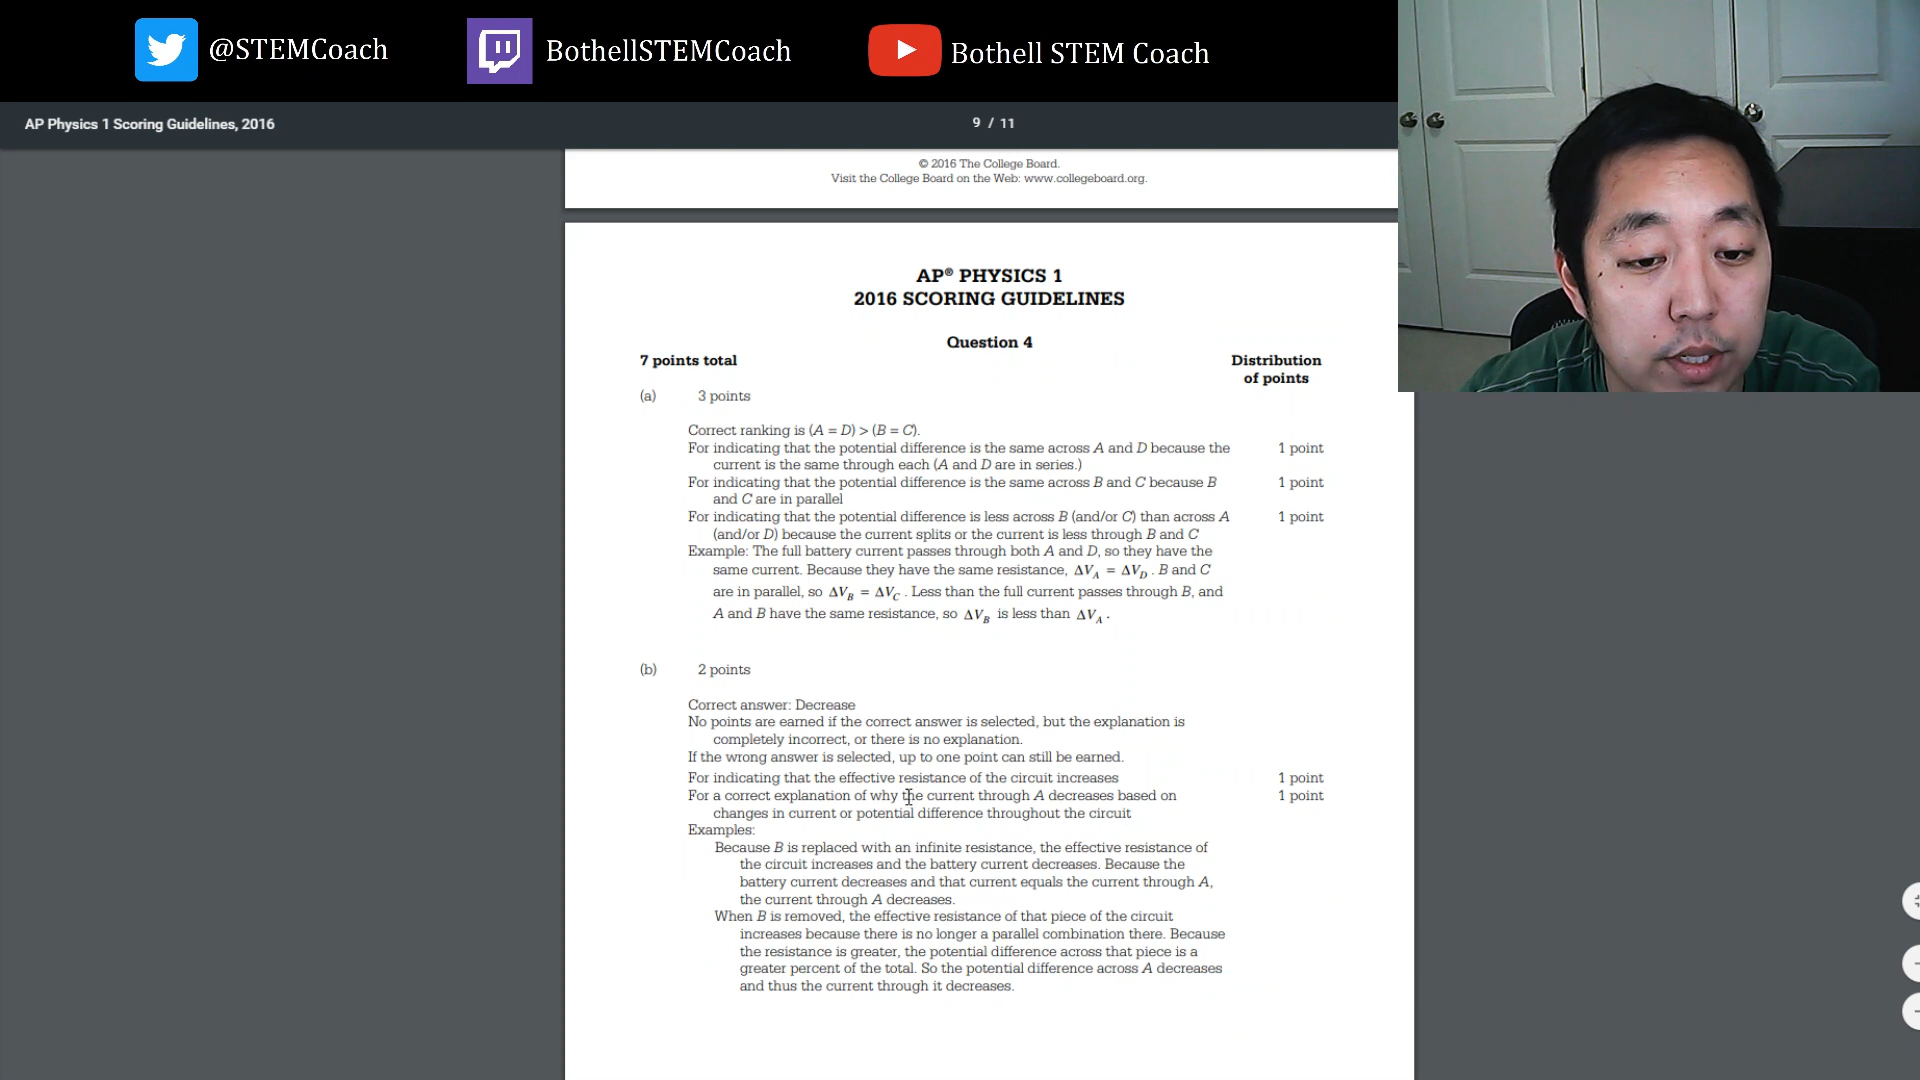 @STEMCoach
BothellSTEMCoach
Bothell STEM Coach
AP Physics 1 Scoring Guidelines, 2016
9 / 11
© 2016 The College Board.
Visit the College Board on the Web: www.collegeboard.org.
AP® PHYSICS 1
2016 SCORING GUIDELINES
Question 4
7 points total
Distribution
of points
(a) 3 points
Correct ranking is (A = D) > (B = C).
For indicating that the potential difference is the same across A and D because the 1 point
current is the same through each (A and D are in series.)
For indicating that the potential difference is the same across B and C because B 1 point
and C are in parallel
For indicating that the potential difference is less across B (and/or C) than across A 1 point
(and/or D) because the current splits or the current is less through B and C
Example: The full battery current passes through both A and D, so they have the
same current. Because they have the same resistance, ΔV_A = ΔV_D . B and C
are in parallel, so ΔV_B = ΔV_C . Less than the full current passes through B, and
A and B have the same resistance, so ΔV_B is less than ΔV_A .
(b) 2 points
Correct answer: Decrease
No points are earned if the correct answer is selected, but the explanation is
completely incorrect, or there is no explanation.
If the wrong answer is selected, up to one point can still be earned.
For indicating that the effective resistance of the circuit increases 1 point
For a correct explanation of why the current through A decreases based on 1 point
changes in current or potential difference throughout the circuit
Examples:
Because B is replaced with an infinite resistance, the effective resistance of
the circuit increases and the battery current decreases. Because the
battery current decreases and that current equals the current through A,
the current through A decreases.
When B is removed, the effective resistance of that piece of the circuit
increases because there is no longer a parallel combination there. Because
the resistance is greater, the potential difference across that piece is a
greater percent of the total. So the potential difference across A decreases
and thus the current through it decreases.